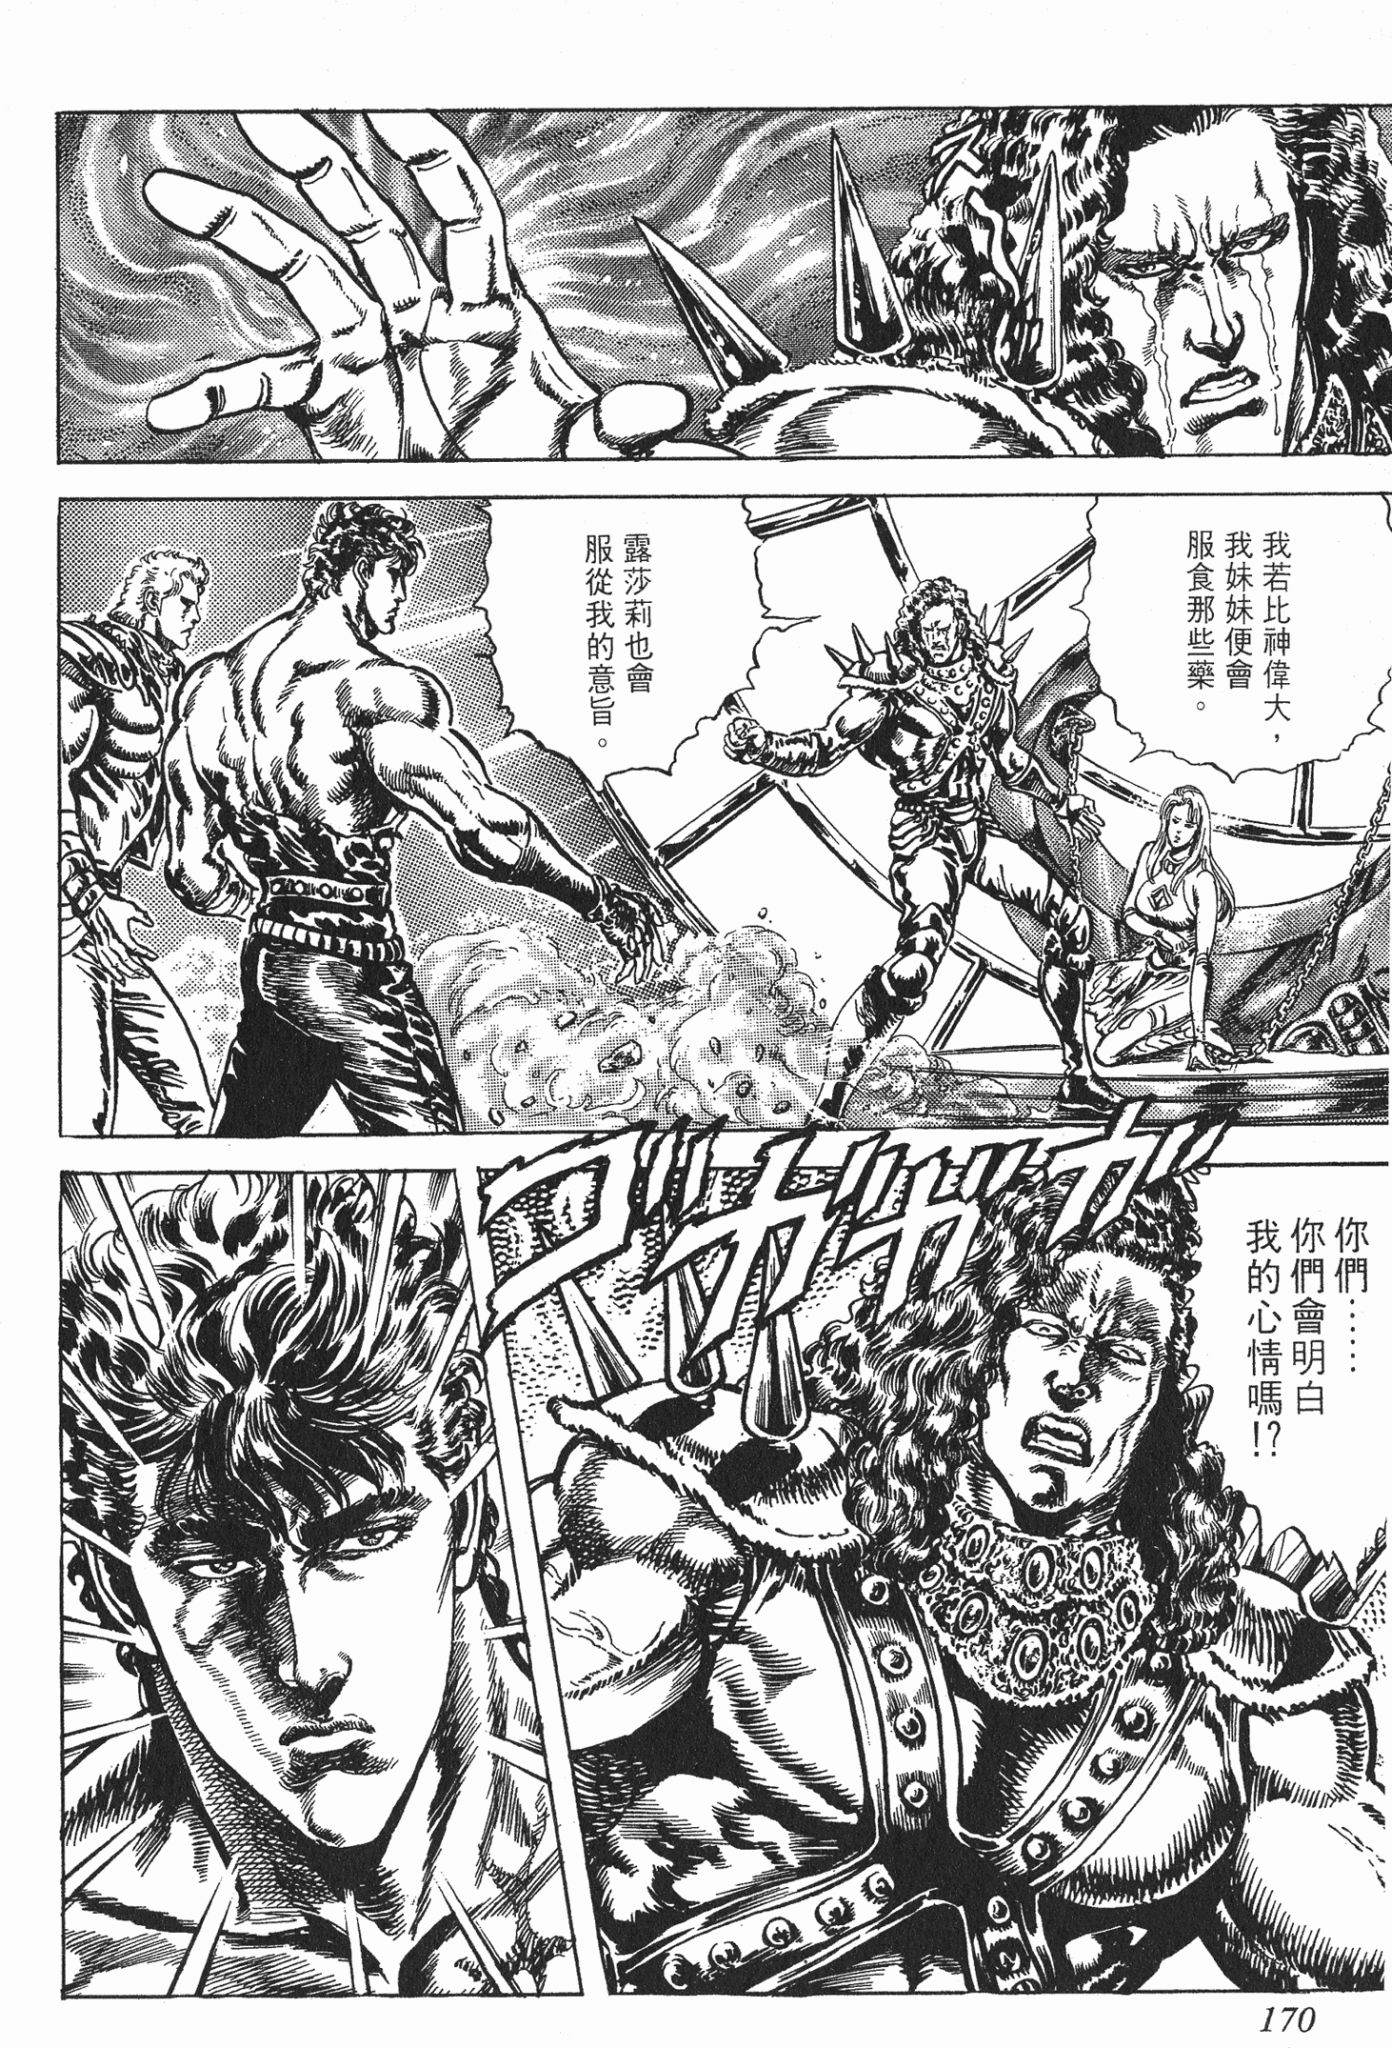 ス
我若比神偉大，
我妹妹便會
服食那些藥。
露莎莉也會
服從我的意旨。
你們……
你們會明白
我的心情嗎!?
ガガガゴ
170